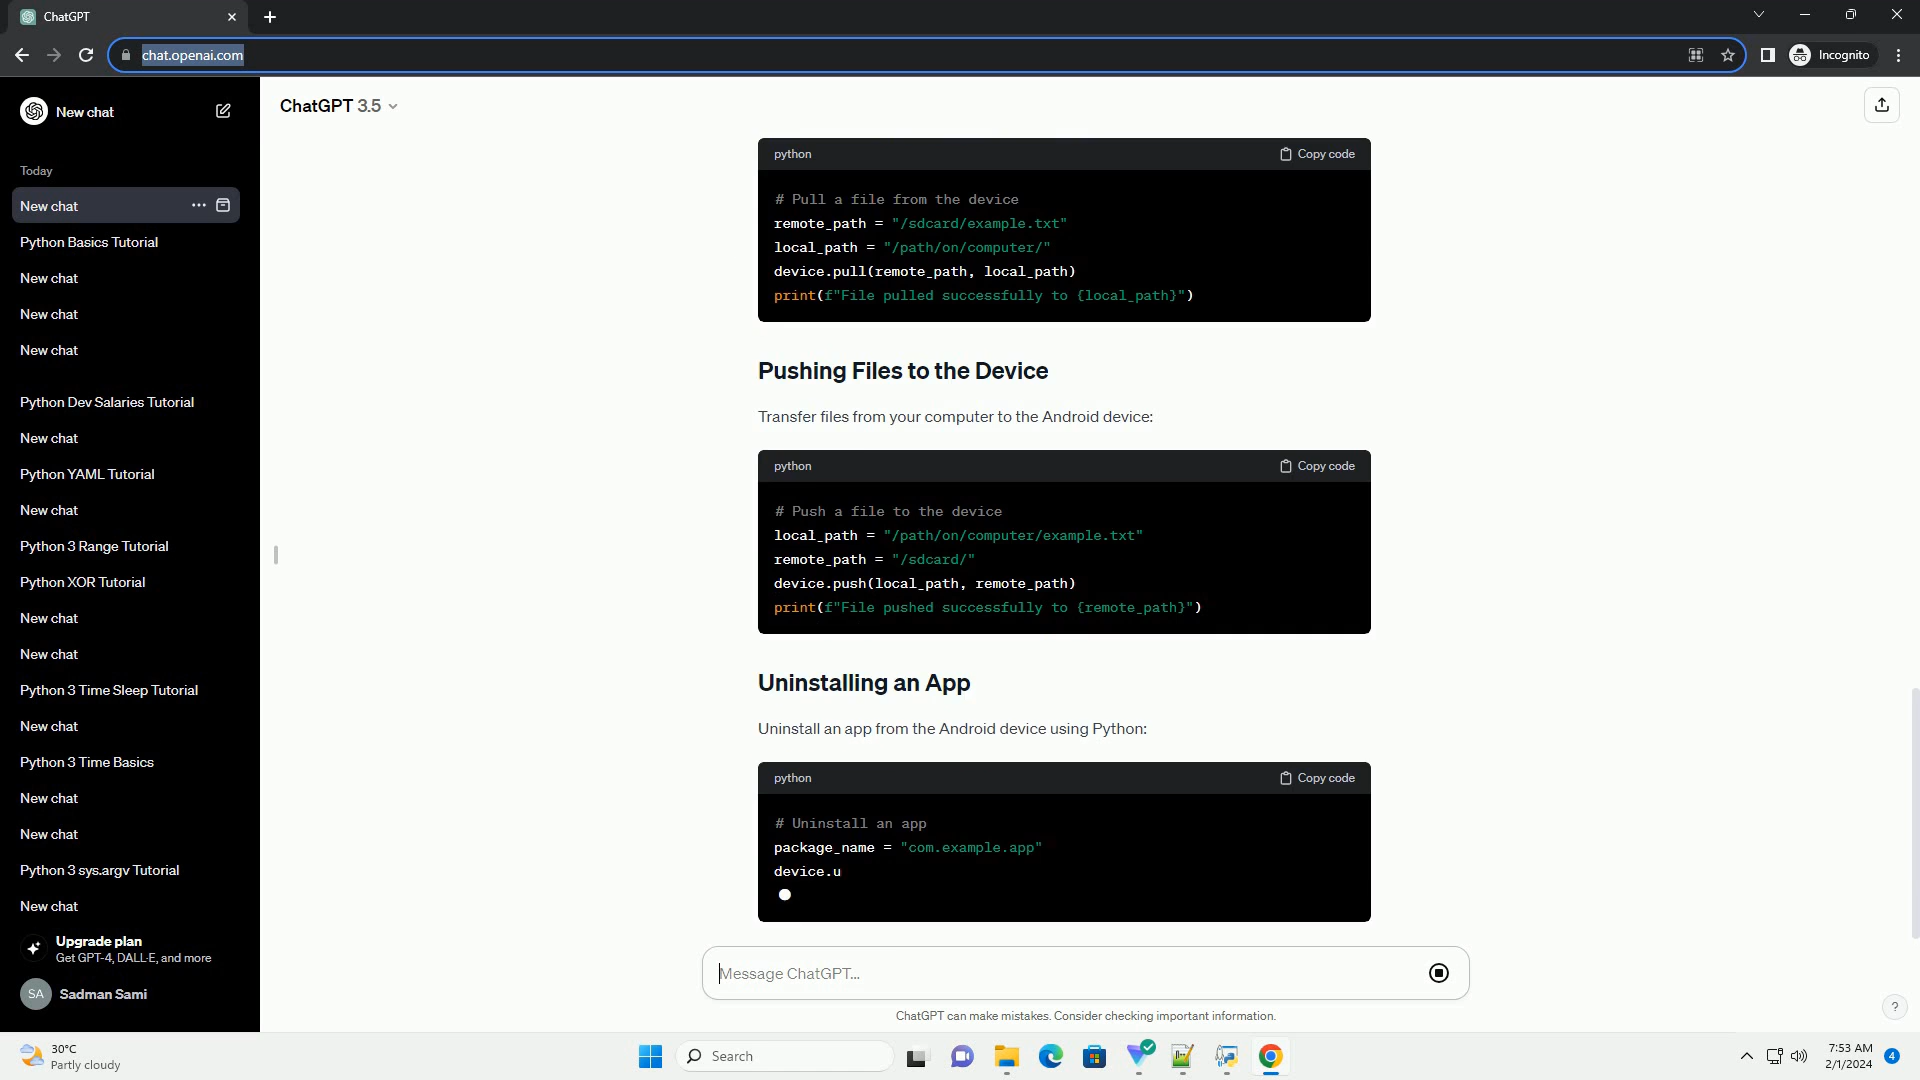 ChatGPT
chat.openai.com
Incognito
New chat
ChatGPT 3.5
Today
New chat
Python Basics Tutorial
New chat
New chat
New chat
Python Dev Salaries Tutorial
New chat
Python YAML Tutorial
New chat
Python 3 Range Tutorial
Python XOR Tutorial
New chat
New chat
Python 3 Time Sleep Tutorial
New chat
Python 3 Time Basics
New chat
New chat
Python 3 sys.argv Tutorial
New chat
Upgrade plan
Get GPT-4, DALL·E, and more
SA Sadman Sami
python Copy code
# Pull a file from the device
remote_path = "/sdcard/example.txt"
local_path = "/path/on/computer/"
device.pull(remote_path, local_path)
print(f"File pulled successfully to {local_path}")
Pushing Files to the Device
Transfer files from your computer to the Android device:
python Copy code
# Push a file to the device
local_path = "/path/on/computer/example.txt"
remote_path = "/sdcard/"
device.push(local_path, remote_path)
print(f"File pushed successfully to {remote_path}")
Uninstalling an App
Uninstall an app from the Android device using Python:
python Copy code
# Uninstall an app
package_name = "com.example.app"
device.u
Message ChatGPT...
ChatGPT can make mistakes. Consider checking important information.
?
30°C
Partly cloudy
Search
7:53 AM
2/1/2024
4